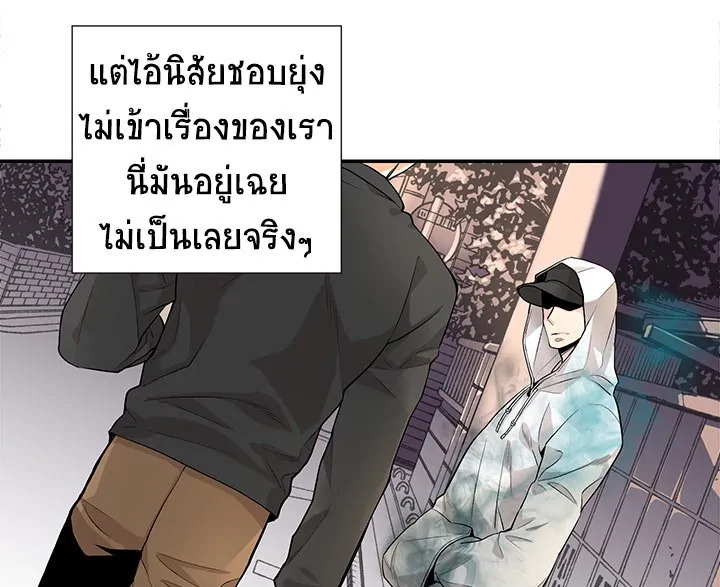 แต่ไอ้นิสัยชอบยุ่ง
ไม่เข้าเรื่องของเรา
นี่มันอยู่เฉย
ไม่เป็นเลยจริงๆ